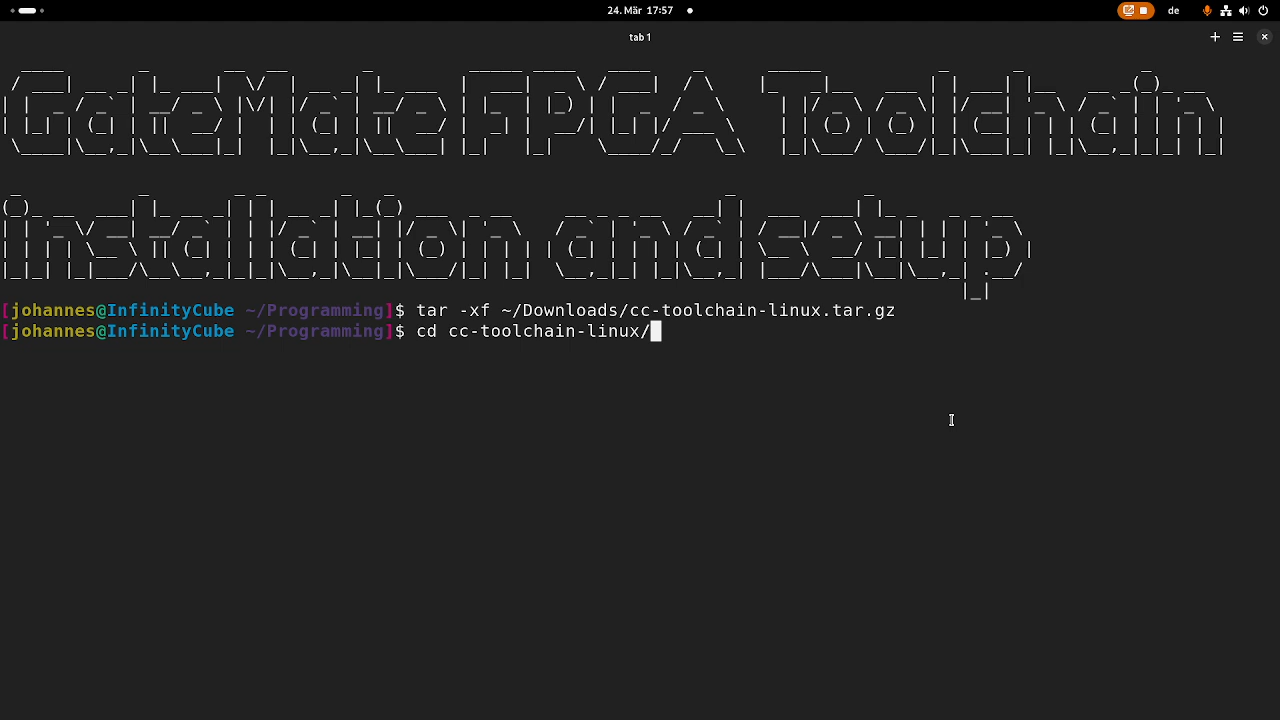 24. Mär 17:57
de
tab 1
GateMate FPGA Toolchain
installation and setup
[johannes@InfinityCube ~/Programming]$ tar -xf ~/Downloads/cc-toolchain-linux.tar.gz
[johannes@InfinityCube ~/Programming]$ cd cc-toolchain-linux/